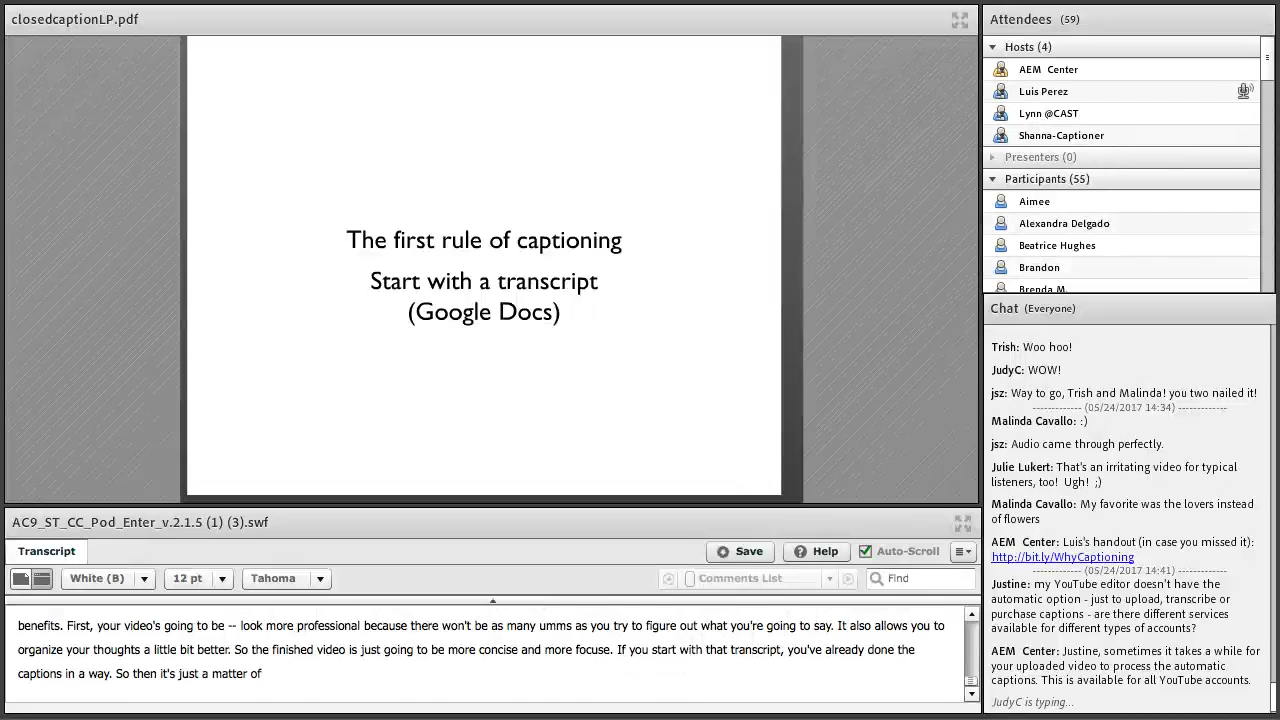 closedcaptionLP.pdf
The first rule of captioning
Start with a transcript
(Google Docs)
AC9_ST_CC_Pod_Enter_v.2.1.5 (1) (3).swf
Transcript
Save
Help
Auto-Scroll
White (B)
12 pt
Tahoma
Comments List
Find
benefits. First, your video's going to be -- look more professional because there won't be as many umms as you try to figure out what you're going to say. It also allows you to
organize your thoughts a little bit better. So the finished video is just going to be more concise and more focuse. If you start with that transcript, you've already done the
captions in a way. So then it's just a matter of
Attendees (59)
Hosts (4)
AEM Center
Luis Perez
Lynn @CAST
Shanna-Captioner
Presenters (0)
Participants (55)
Aimee
Alexandra Delgado
Beatrice Hughes
Brandon
Brenda M.
Chat (Everyone)
Trish: Woo hoo!
JudyC: WOW!
jsz: Way to go, Trish and Malinda! you two nailed it!
------------- (05/24/2017 14:34) -------------
Malinda Cavallo: :)
jsz: Audio came through perfectly.
Julie Lukert: That's an irritating video for typical
listeners, too! Ugh! ;)
Malinda Cavallo: My favorite was the lovers instead
of flowers
AEM Center: Luis's handout (in case you missed it):
http://bit.ly/WhyCaptioning
------------- (05/24/2017 14:41) -------------
Justine: my YouTube editor doesn't have the
automatic option - just to upload, transcribe or
purchase captions - are there different services
available for different types of accounts?
AEM Center: Justine, sometimes it takes a while for
your uploaded video to process the automatic
captions. This is available for all YouTube accounts.
JudyC is typing...